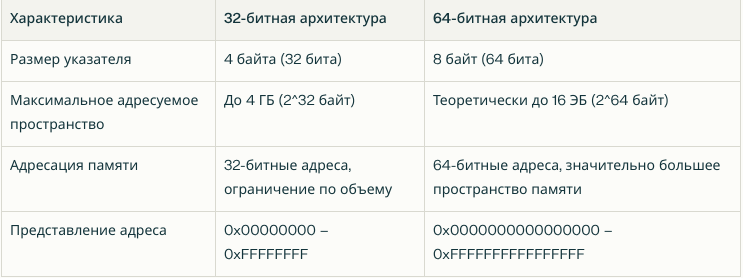 Характеристика 32-битная архитектура 64-битная архитектура
Размер указателя 4 байта (32 бита) 8 байт (64 бита)
Максимальное адресуемое До 4 ГБ (2^32 байт) Теоретически до 16 ЭБ (2^64 байт)
пространство
Адресация памяти 32-битные адреса, 64-битные адреса, значительно большее
ограничение по объему пространство памяти
Представление адреса 0x00000000 – 0x0000000000000000 –
0xFFFFFFFF 0xFFFFFFFFFFFFFFFF